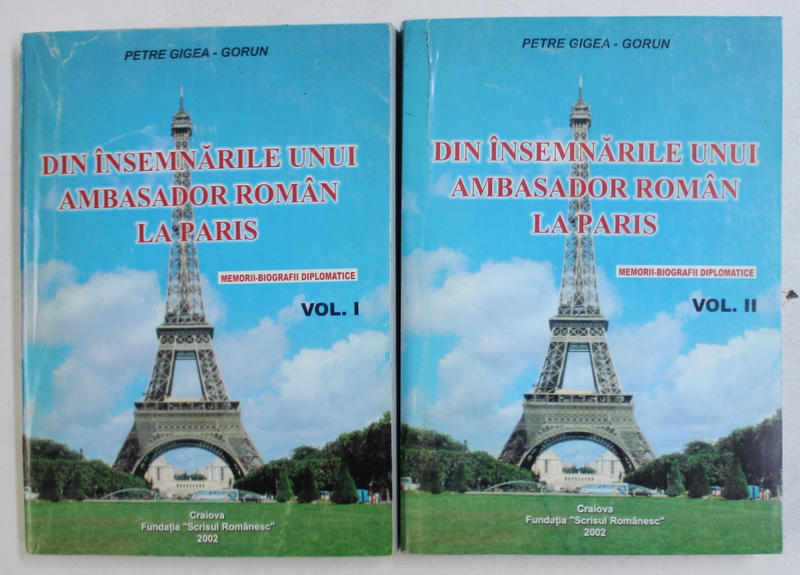 PETRE GIGEA - GORUN
DIN ÎNSEMNĂRILE UNUI
AMBASADOR ROMÂN
LA PARIS
MEMORII-BIOGRAFII DIPLOMATICE
VOL. I
Craiova
Fundaţia "Scrisul Românesc"
2002
PETRE GIGEA - GORUN
DIN ÎNSEMNĂRILE UNUI
AMBASADOR ROMÂN
LA PARIS
MEMORII-BIOGRAFII DIPLOMATICE
VOL. II
Craiova
Fundaţia "Scrisul Românesc"
2002